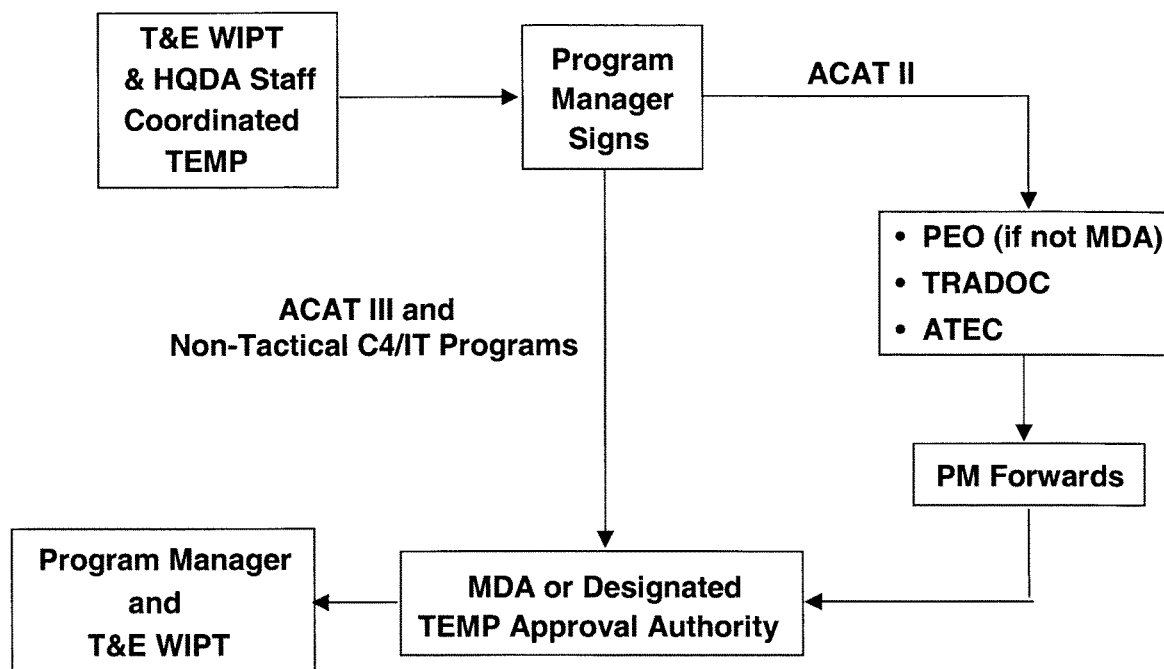 T&E WIPT
& HQDA Staff
Coordinated
TEMP
Program
Manager
Signs
ACAT II
• PEO (if not MDA)
• TRADOC
• ATEC
ACAT III and
Non-Tactical C4/IT Programs
PM Forwards
MDA or Designated
TEMP Approval Authority
Program Manager
and
T&E WIPT